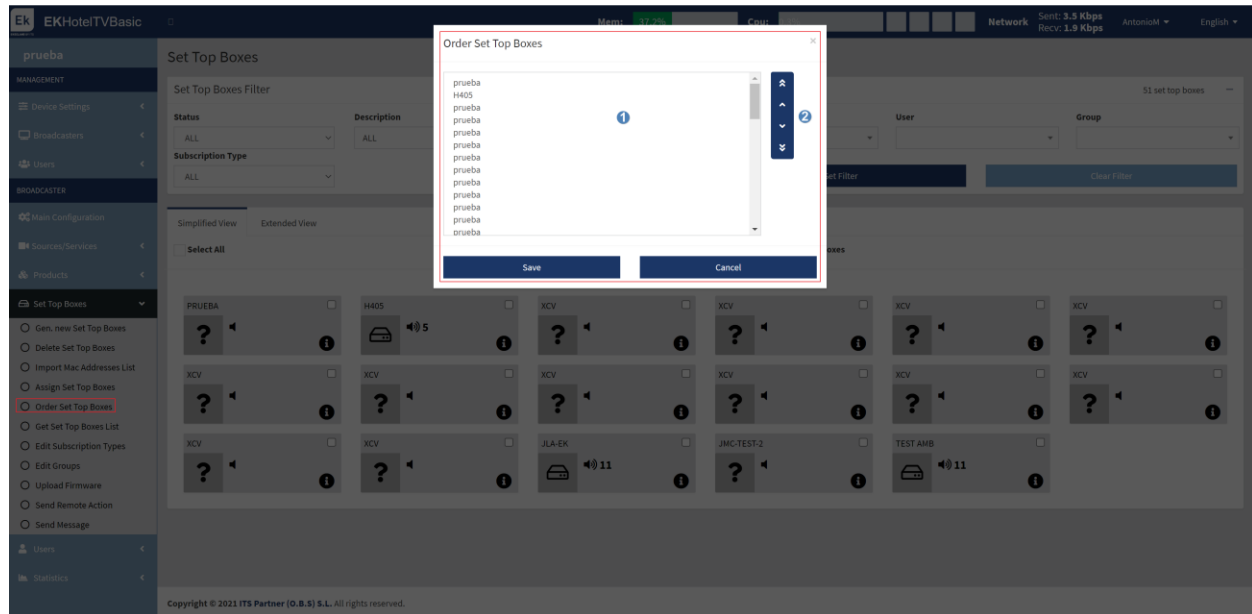 Ek EKHotelTVBasic
Mem: 37.2% Cpu: Network Sent: 3.5 Kbps AntonioM English
Recv: 1.9 Kbps
prueba
Set Top Boxes
MANAGEMENT
Device Settings
Broadcasters
Users
BROADCASTER
Main Configuration
Sources/Services
Products
Set Top Boxes
Gen. new Set Top Boxes
Delete Set Top Boxes
Import Mac Addresses List
Assign Set Top Boxes
Order Set Top Boxes
Get Set Top Boxes List
Edit Subscription Types
Edit Groups
Upload Firmware
Send Remote Action
Send Message
Users
Statistics
Set Top Boxes Filter
51 set top boxes
Status Description User Group
ALL ALL
Subscription Type
ALL
Set Filter Clear Filter
Order Set Top Boxes
×
prueba
H405
prueba
prueba
prueba
prueba
prueba
prueba
prueba
prueba
prueba
prueba
prueba
1
2
Save Cancel
Simplified View Extended View
Select All
PRUEBA H405 XCV XCV XCV XCV
? 5 ? ? ? ?
XCV XCV XCV XCV XCV XCV
? ? ? ? ? ?
XCV XCV JLA-EK JMC-TEST-2 TEST AMB
? ? 11 ? 11
Copyright © 2021 ITS Partner (O.B.S) S.L. All rights reserved.